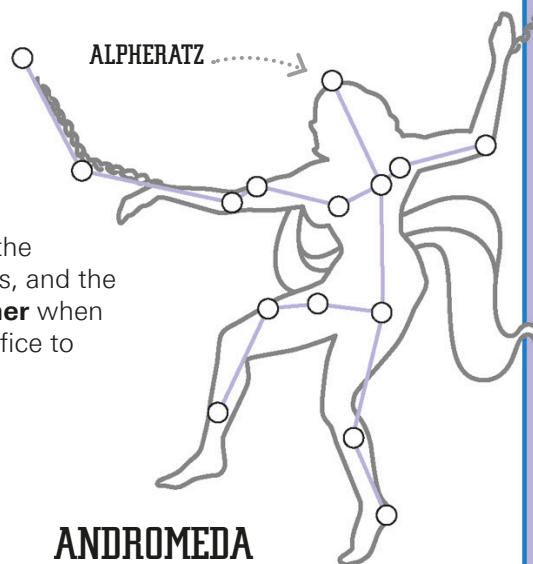 ALPHERATZ
the
s, and the
her when
fice to
ANDROMEDA